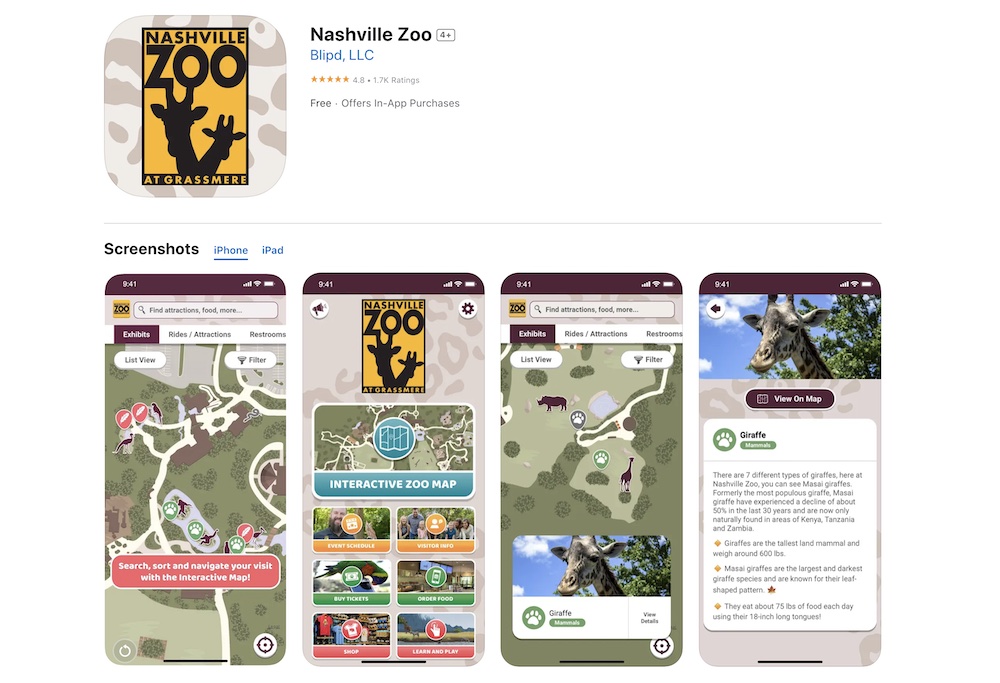 NASHVILLE
ZOO
AT GRASSMERE
Nashville Zoo 4+
Blipd, LLC
★★★★★ 4.8 • 1.7K Ratings
Free · Offers In-App Purchases
Screenshots iPhone iPad
9:41
ZOO
Find attractions, food, more...
Exhibits Rides / Attractions Restrooms
List View Filter
Search, sort and navigate your visit
with the Interactive Map!
9:41
NASHVILLE
ZOO
AT GRASSMERE
INTERACTIVE ZOO MAP
EVENT SCHEDULE VISITOR INFO
BUY TICKETS ORDER FOOD
SHOP LEARN AND PLAY
9:41
ZOO
Find attractions, food, more...
Exhibits Rides / Attractions Restrooms
List View Filter
Giraffe
Mammals
View
Details
9:41
View On Map
Giraffe
Mammals
There are 7 different types of giraffes, here at
Nashville Zoo, you can see Masai giraffes.
Formerly the most populous giraffe, Masai
giraffe have experienced a decline of about
50% in the last 30 years and are now only
naturally found in areas of Kenya, Tanzania
and Zambia.
🔸 Giraffes are the tallest land mammal and
weigh around 600 lbs.
🔸 Masai giraffes are the largest and darkest
giraffe species and are known for their leaf-
shaped pattern. 🍁
🔸 They eat about 75 lbs of food each day
using their 18-inch long tongues!